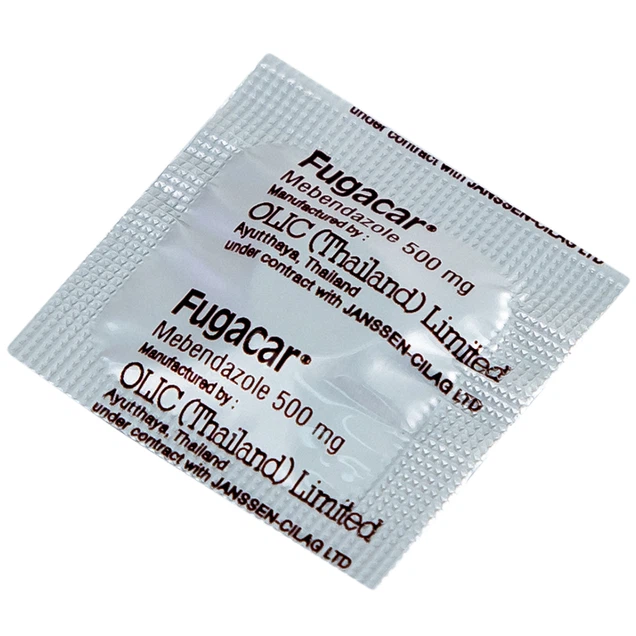 under contract with JANSSEN-CILAG LTD
Fugacar®
Mebendazole 500 mg
Manufactured by :
OLIC (Thailand) Limited
Ayutthaya, Thailand
under contract with JANSSEN-CILAG LTD
Fugacar®
Mebendazole 500 mg
Manufactured by :
OLIC (Thailand) Limited
Ayutthaya, Thailand
under contract with JANSSEN-CILAG LTD